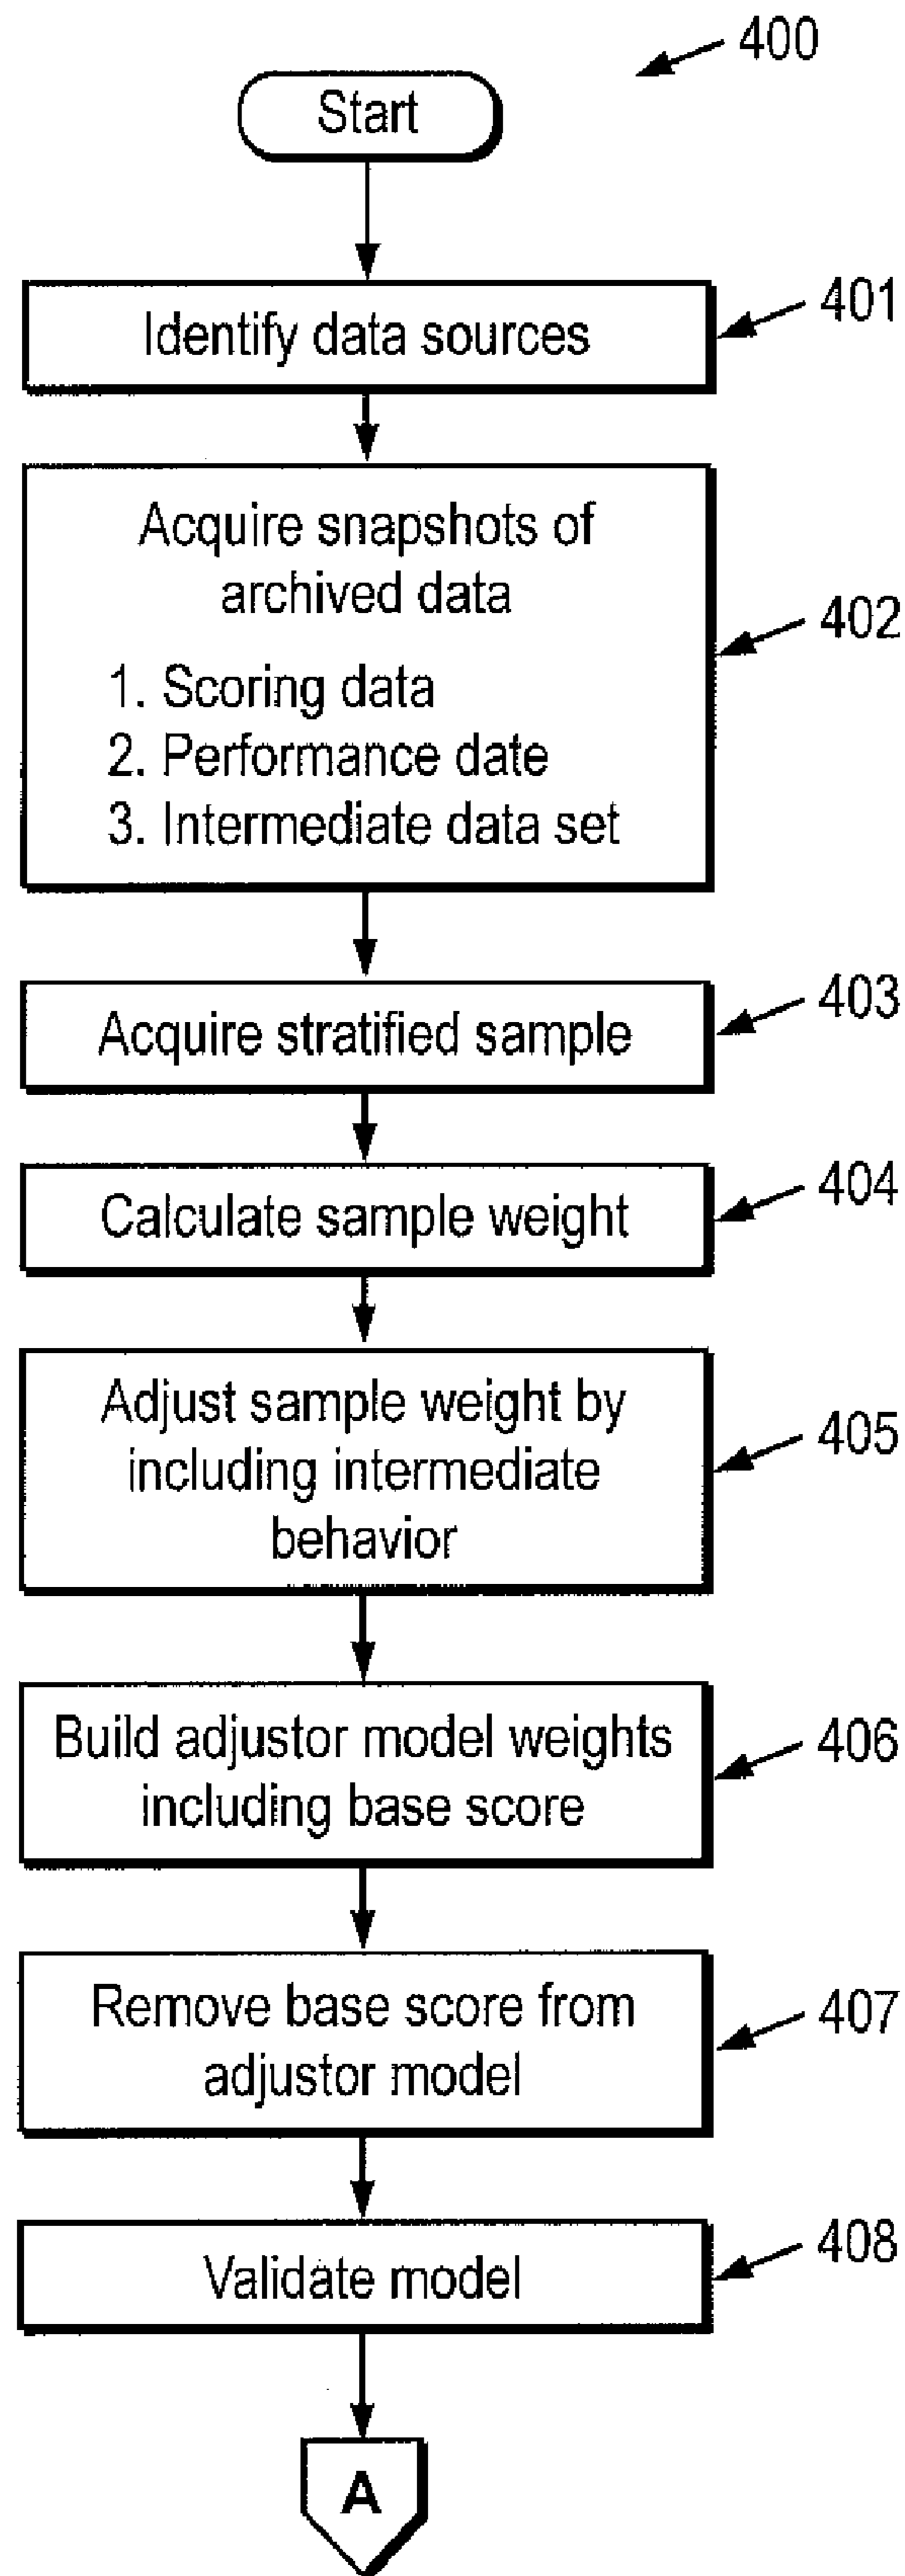 400
Start
401
Identify data sources
402
Acquire snapshots of
archived data
1. Scoring data
2. Performance date
3. Intermediate data set
403
Acquire stratified sample
404
Calculate sample weight
405
Adjust sample weight by
including intermediate
behavior
406
Build adjustor model weights
including base score
407
Remove base score from
adjustor model
408
Validate model
A